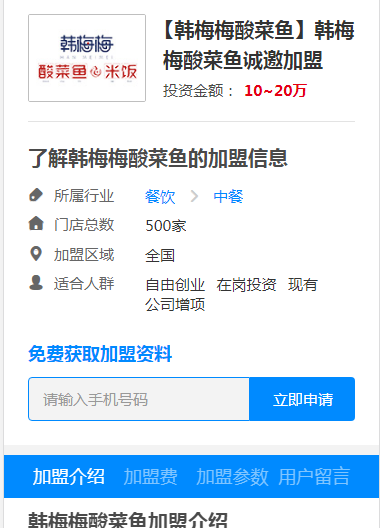 韩梅梅
HAN MEI MEI
酸菜鱼 米饭
【韩梅梅酸菜鱼】韩梅
梅酸菜鱼诚邀加盟
投资金额： 10~20万
了解韩梅梅酸菜鱼的加盟信息
所属行业 餐饮 > 中餐
门店总数 500家
加盟区域 全国
适合人群 自由创业 在岗投资 现有
公司增项
免费获取加盟资料
请输入手机号码 立即申请
加盟介绍 加盟费 加盟参数 用户留言
韩梅梅酸菜鱼加盟介绍